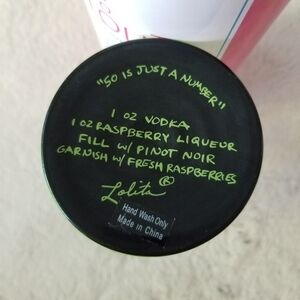 "50 IS JUST A NUMBER"
1 OZ VODKA
1 OZ RASPBERRY LIQUEUR
FILL W/ PINOT NOIR
GARNISH W/ FRESH RASPBERRIES
Lolita®
Hand Wash Only
Made in China